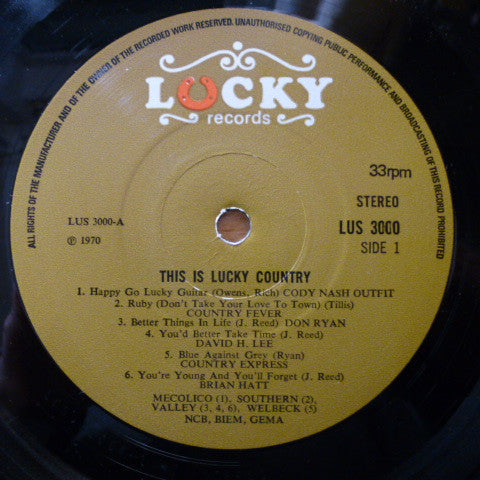 ALL RIGHTS OF THE MANUFACTURER AND OF THE OWNER OF THE RECORDED WORK RESERVED. UNAUTHORISED COPYING PUBLIC PERFORMANCE AND BROADCASTING OF THIS RECORD PROHIBITED
LUCKY
records
33rpm
STEREO
LUS 3000-A
LUS 3000
℗ 1970
SIDE 1
THIS IS LUCKY COUNTRY
1. Happy Go Lucky Guitar (Owens, Rich) CODY NASH OUTFIT
2. Ruby (Don't Take Your Love To Town) (Tillis)
COUNTRY FEVER
3. Better Things In Life (J. Reed) DON RYAN
4. You'd Better Take Time (J. Reed)
DAVID H. LEE
5. Blue Against Grey (Ryan)
COUNTRY EXPRESS
6. You're Young And You'll Forget (J. Reed)
BRIAN HATT
MECOLICO (1), SOUTHERN (2),
VALLEY (3, 4, 6), WELBECK (5)
NCB, BIEM, GEMA